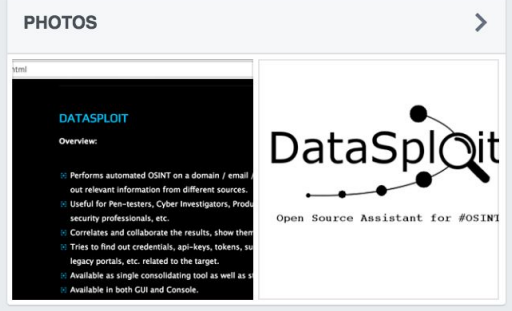 PHOTOS
html
DATASPLOIT
Overview:
Performs automated OSINT on a domain / email /
out relevant information from different sources.
Useful for Pen-testers, Cyber Investigators, Produ
security professionals, etc.
Correlates and collaborate the results, show them
Tries to find out credentials, api-keys, tokens, su
legacy portals, etc. related to the target.
Available as single consolidating tool as well as st
Available in both GUI and Console.
DataSploit
Open Source Assistant for #OSINT